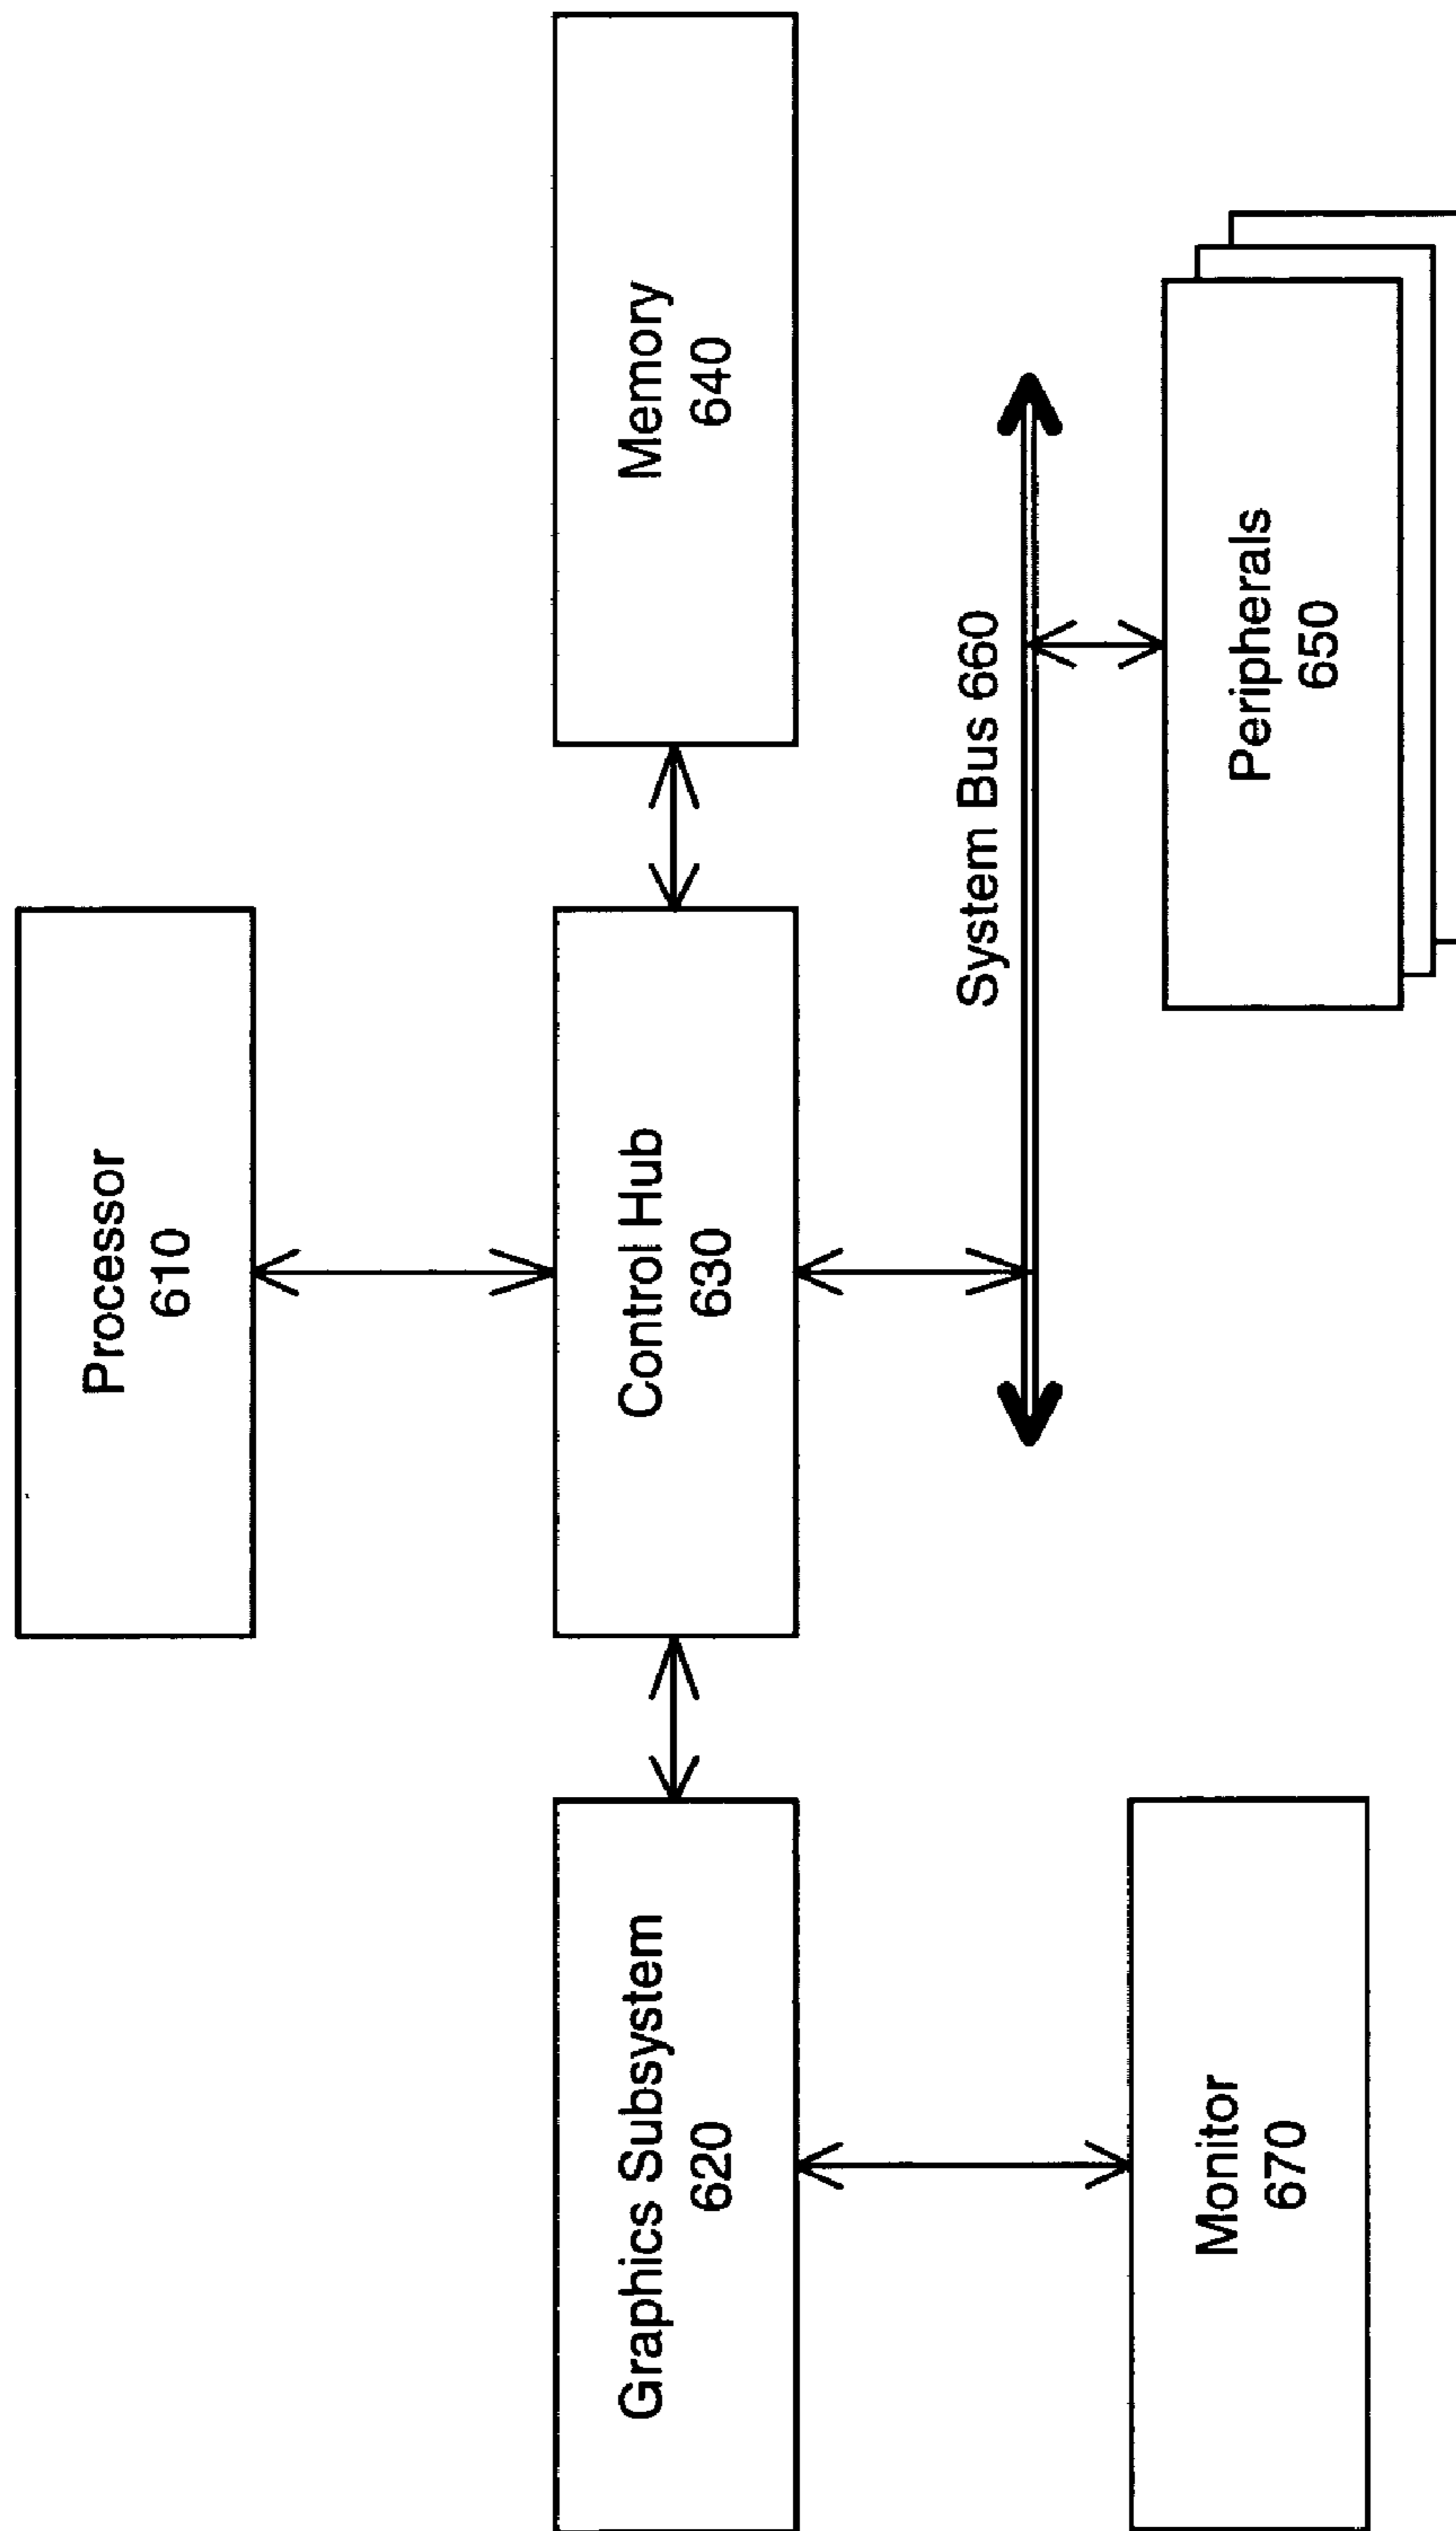 Processor
610
Graphics Subsystem
620
Control Hub
630
Memory
640
System Bus 660
Monitor
670
Peripherals
650